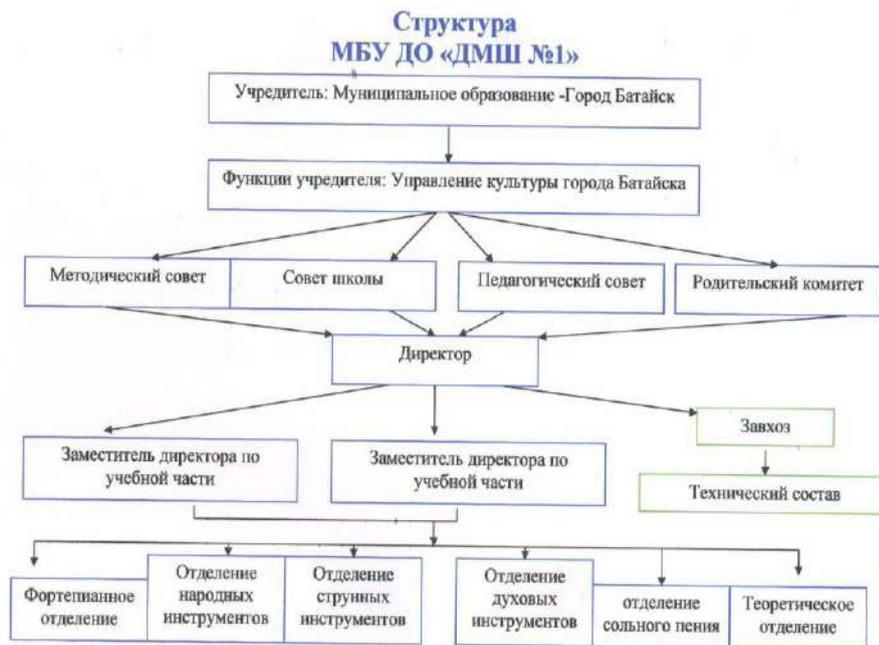 Структура
МБУ ДО «ДМШ №1»
Учредитель: Муниципальное образование -Город Батайск
Функции учредителя: Управление культуры города Батайска
Методический совет
Совет школы
Педагогический совет
Родительский комитет
Директор
Завхоз
Заместитель директора по
учебной части
Заместитель директора по
учебной части
Технический состав
Фортепианное
отделение
Отделение
народных
инструментов
Отделение
струнных
инструментов
Отделение
духовых
инструментов
отделение
сольного пения
Теоретическое
отделение